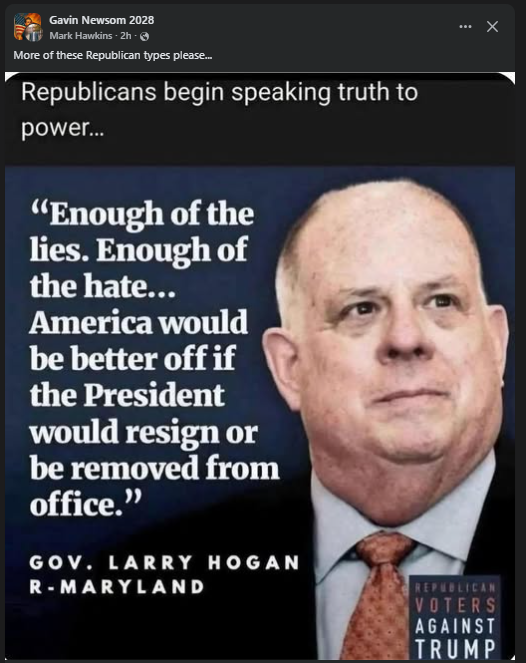 Gavin Newsom 2028
Mark Hawkins · 2h ·
More of these Republican types please...
Republicans begin speaking truth to
power...
“Enough of the
lies. Enough of
the hate...
America would
be better off if
the President
would resign or
be removed from
office.”
GOV. LARRY HOGAN
R-MARYLAND
REPUBLICAN
VOTERS
AGAINST
TRUMP